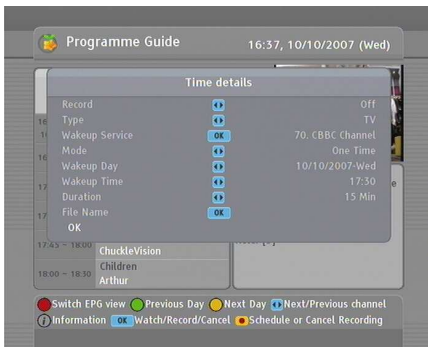 Programme Guide 16:37, 10/10/2007 (Wed)
Time details
Record Off
Type TV
Wakeup Service OK 70. CBBC Channel
Mode One Time
Wakeup Day 10/10/2007-Wed
Wakeup Time 17:30
Duration 15 Min
File Name OK
OK
17:45 ~ 18:00 ChuckleVision
18:00 ~ 18:30 Children
Arthur
Switch EPG view Previous Day Next Day Next/Previous channel
i Information OK Watch/Record/Cancel Schedule or Cancel Recording